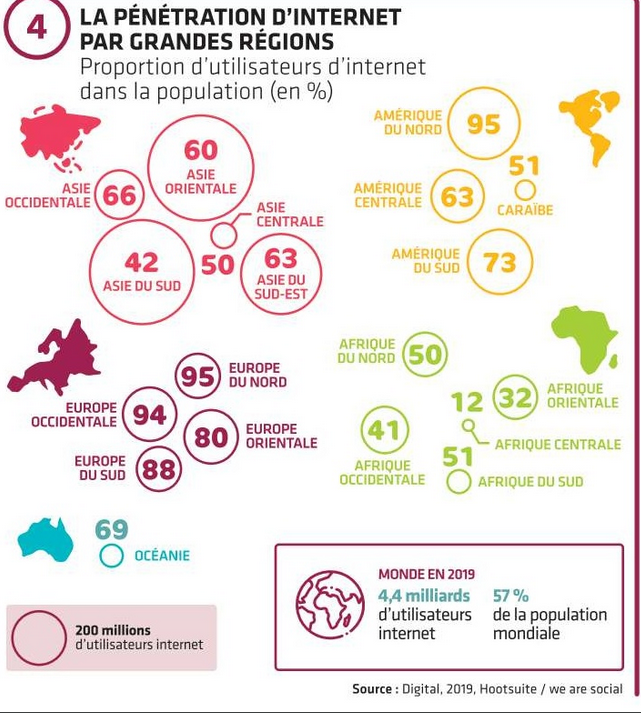 4
LA PÉNÉTRATION D'INTERNET
PAR GRANDES RÉGIONS
Proportion d'utilisateurs d'internet
dans la population (en %)
60
ASIE
ORIENTALE
ASIE
OCCIDENTALE
66
ASIE
CENTRALE
50
42
ASIE DU SUD
63
ASIE DU
SUD-EST
AMÉRIQUE
DU NORD
95
51
CARAÏBE
AMÉRIQUE
CENTRALE
63
AMÉRIQUE
DU SUD
73
95
EUROPE
DU NORD
EUROPE
OCCIDENTALE
94
80
EUROPE
ORIENTALE
EUROPE
DU SUD
88
AFRIQUE
DU NORD
50
12
AFRIQUE CENTRALE
32
AFRIQUE
ORIENTALE
41
AFRIQUE
OCCIDENTALE
51
AFRIQUE DU SUD
69
OCÉANIE
200 millions
d'utilisateurs internet
MONDE EN 2019
4,4 milliards
d'utilisateurs
internet
57 %
de la population
mondiale
Source : Digital, 2019, Hootsuite / we are social